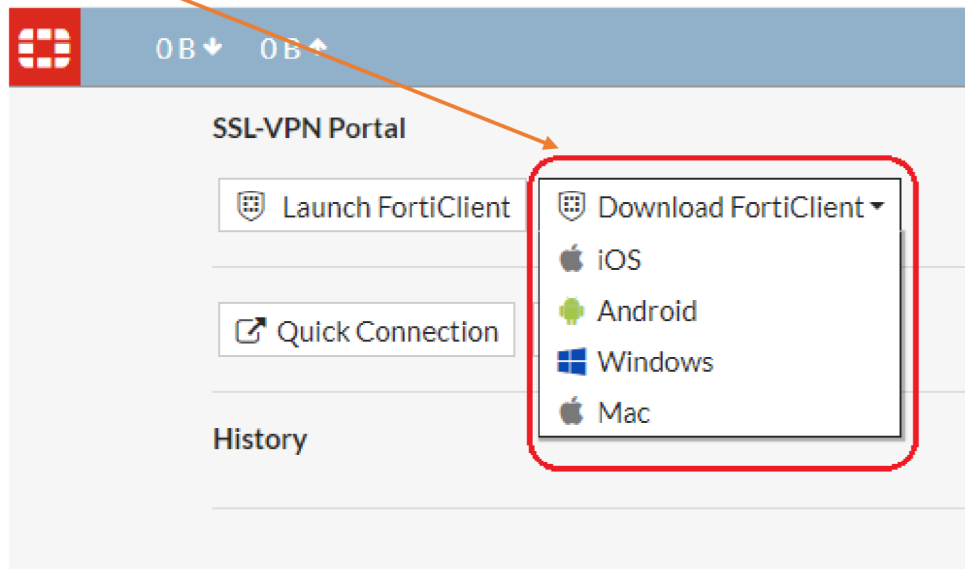 0 B 0 B
SSL-VPN Portal
Launch FortiClient Download FortiClient
iOS
Android
Quick Connection
Windows
Mac
History